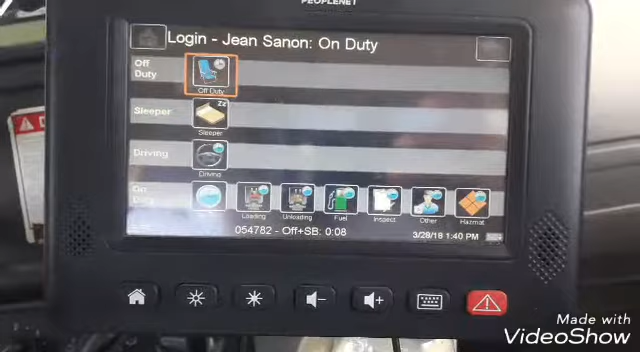 PEOPLENET
Login - Jean Sanon: On Duty
Off
Duty
Off Duty
Sleeper
Zz
Sleeper
Driving
Driving
On
Duty
Loading
Unloading
Fuel
Inspect
Other
Hazmat
054782 - Off+SB: 0:08
3/28/18 1:40 PM
Made with
VideoShow